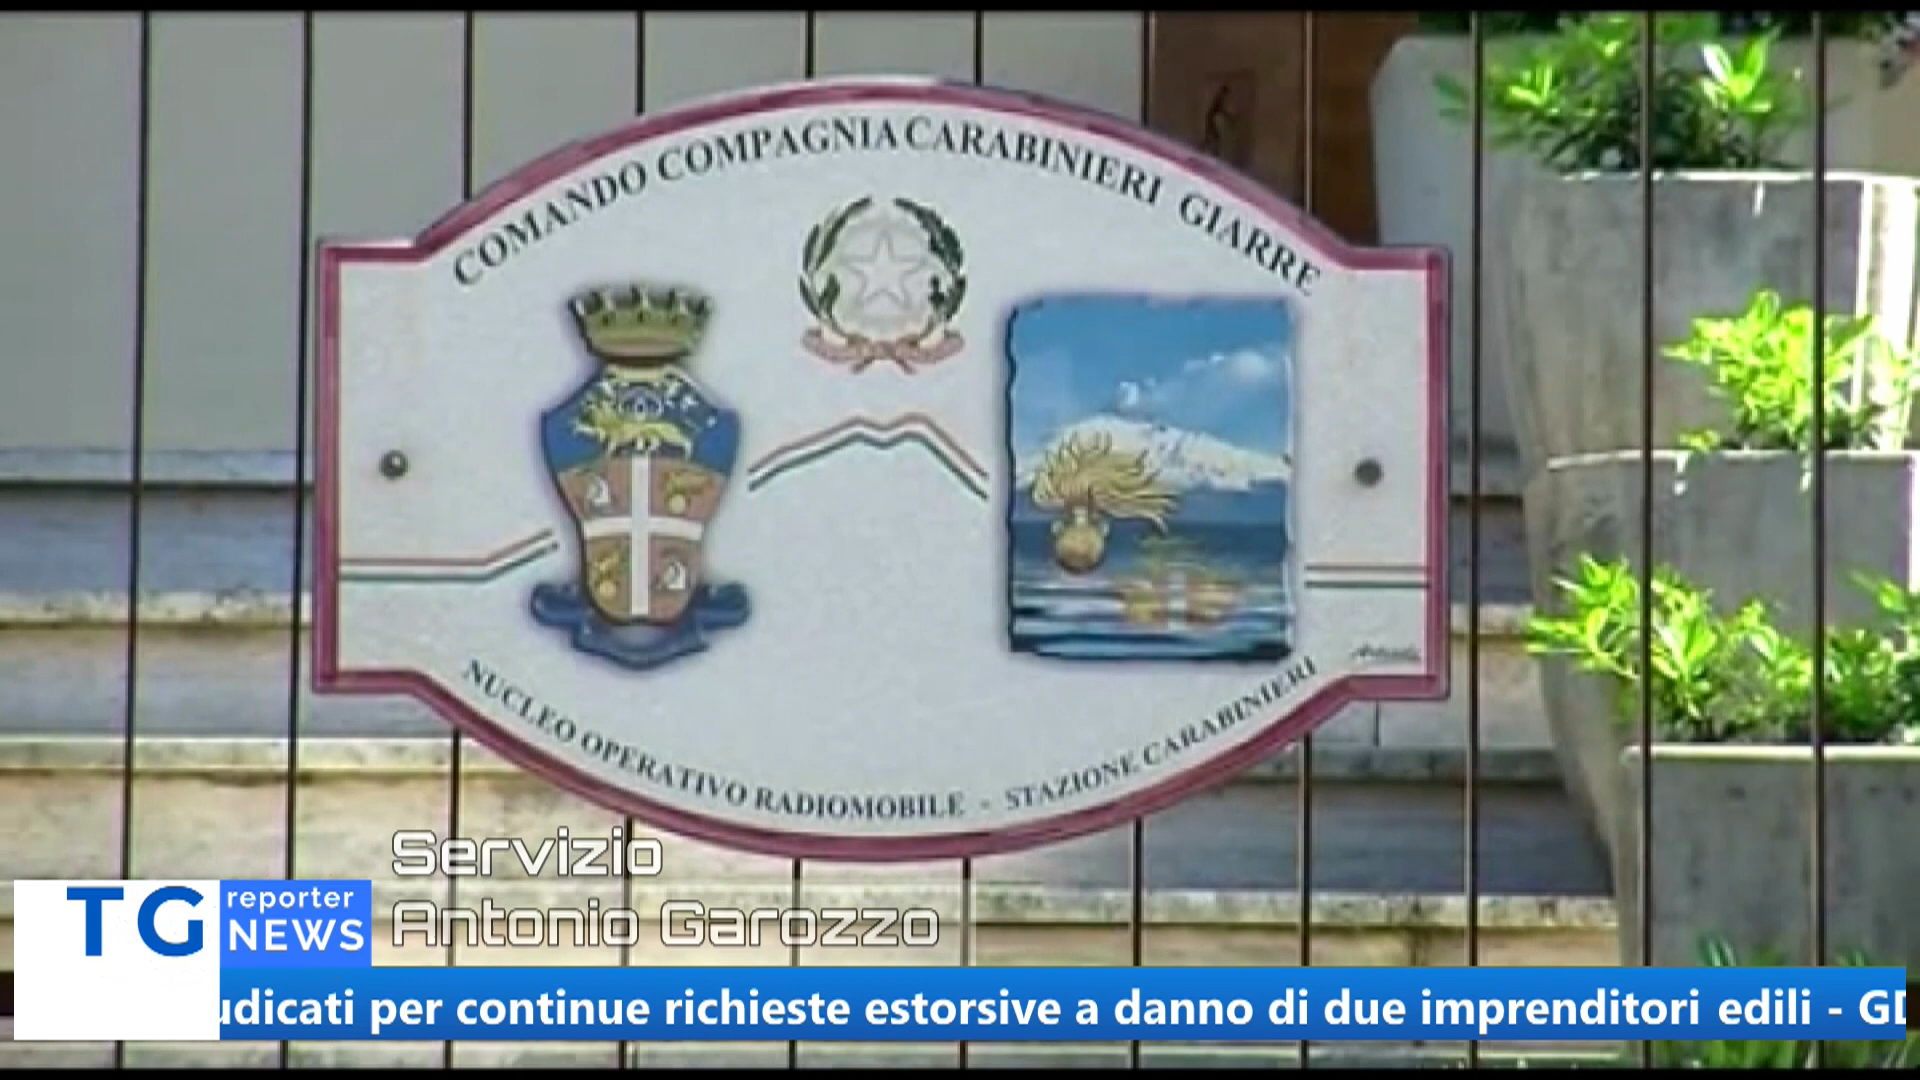 COMANDO COMPAGNIA CARABINIERI GIARRE
NUCLEO OPERATIVO RADIOMOBILE - STAZIONE CARABINIERI
Servizio
Antonio Garozzo
TG reporter
NEWS
udicati per continue richieste estorsive a danno di due imprenditori edili - GD